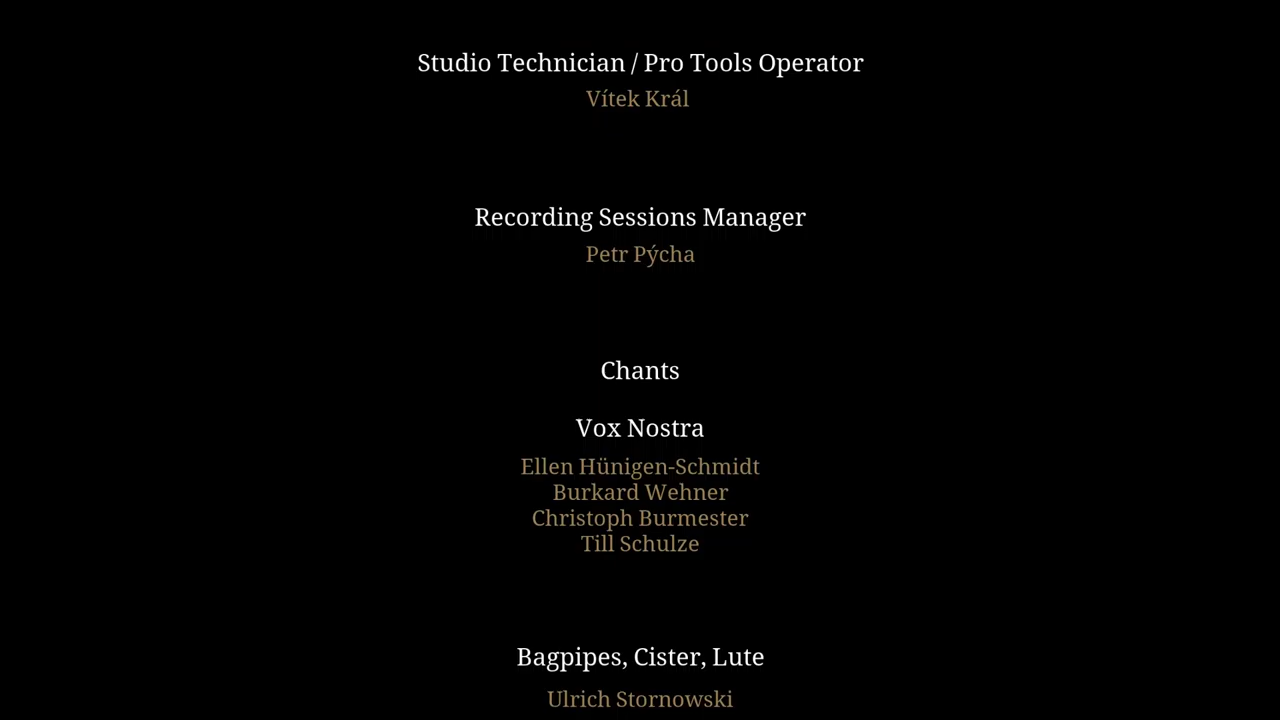 Studio Technician / Pro Tools Operator
Vítek Král
Recording Sessions Manager
Petr Pýcha
Chants
Vox Nostra
Ellen Hünigen-Schmidt
Burkard Wehner
Christoph Burmester
Till Schulze
Bagpipes, Cister, Lute
Ulrich Stornowski